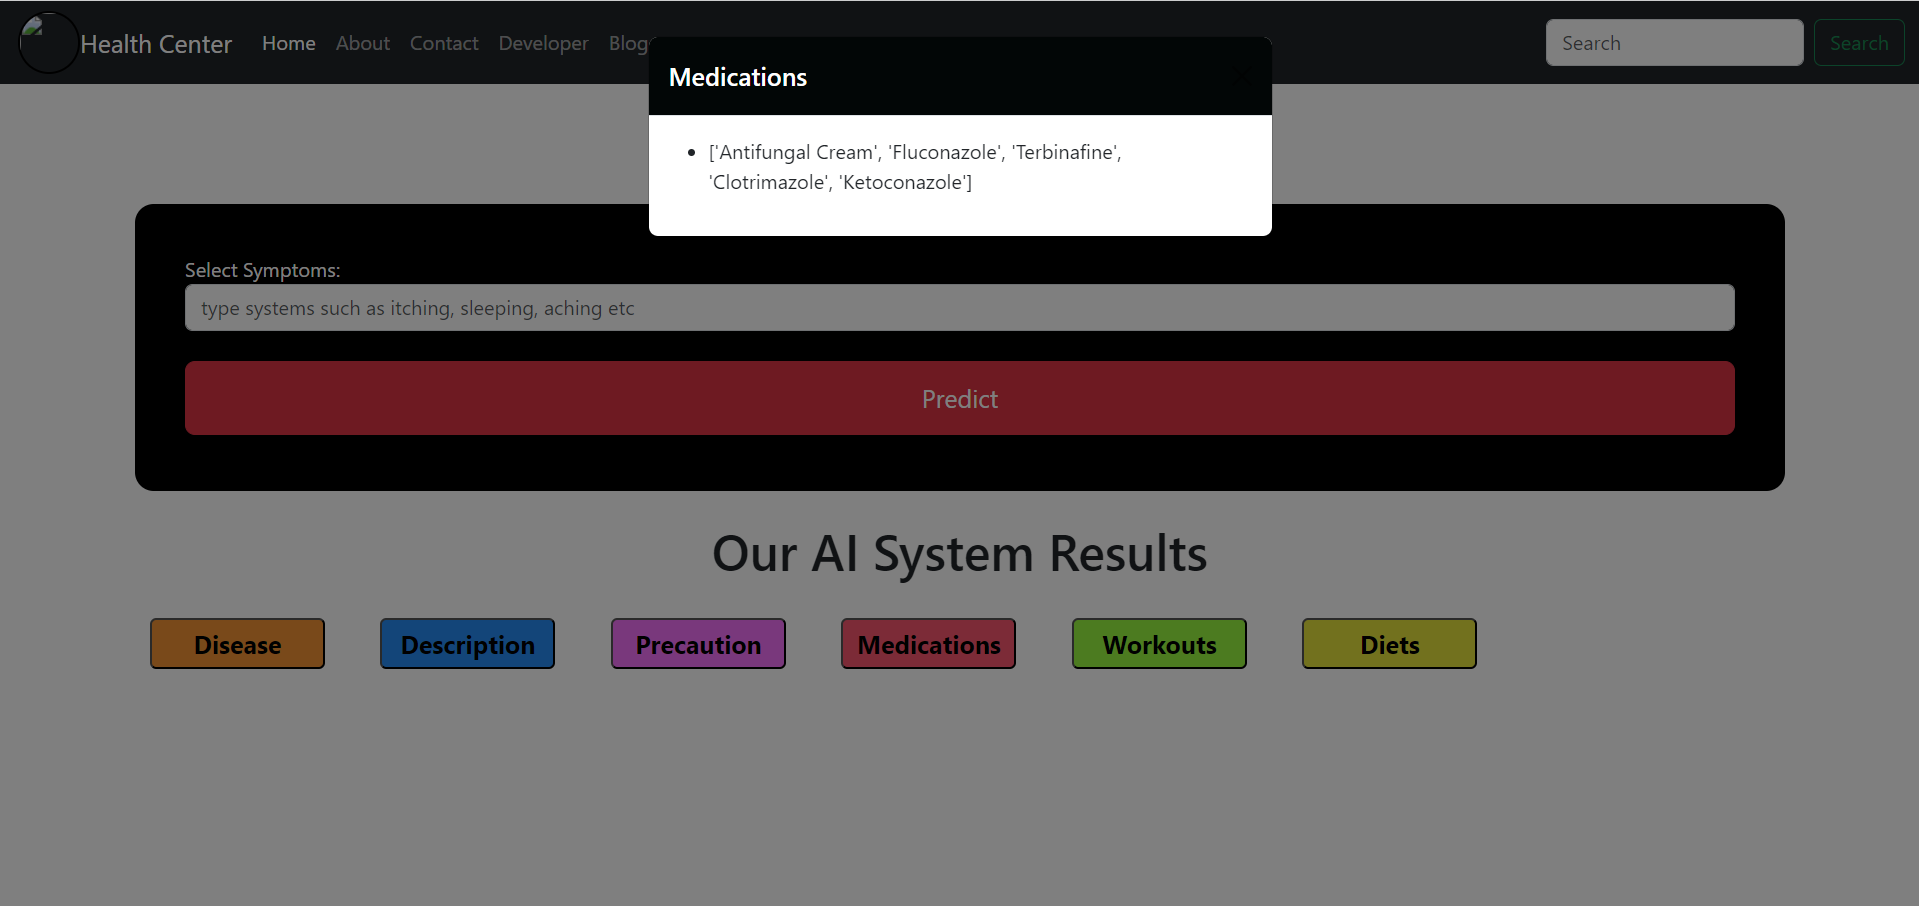 Health Center Home About Contact Developer Blog
Search Search
Medications
['Antifungal Cream', 'Fluconazole', 'Terbinafine',
'Clotrimazole', 'Ketoconazole']
Select Symptoms:
type systems such as itching, sleeping, aching etc
Predict
Our AI System Results
Disease Description Precaution Medications Workouts Diets